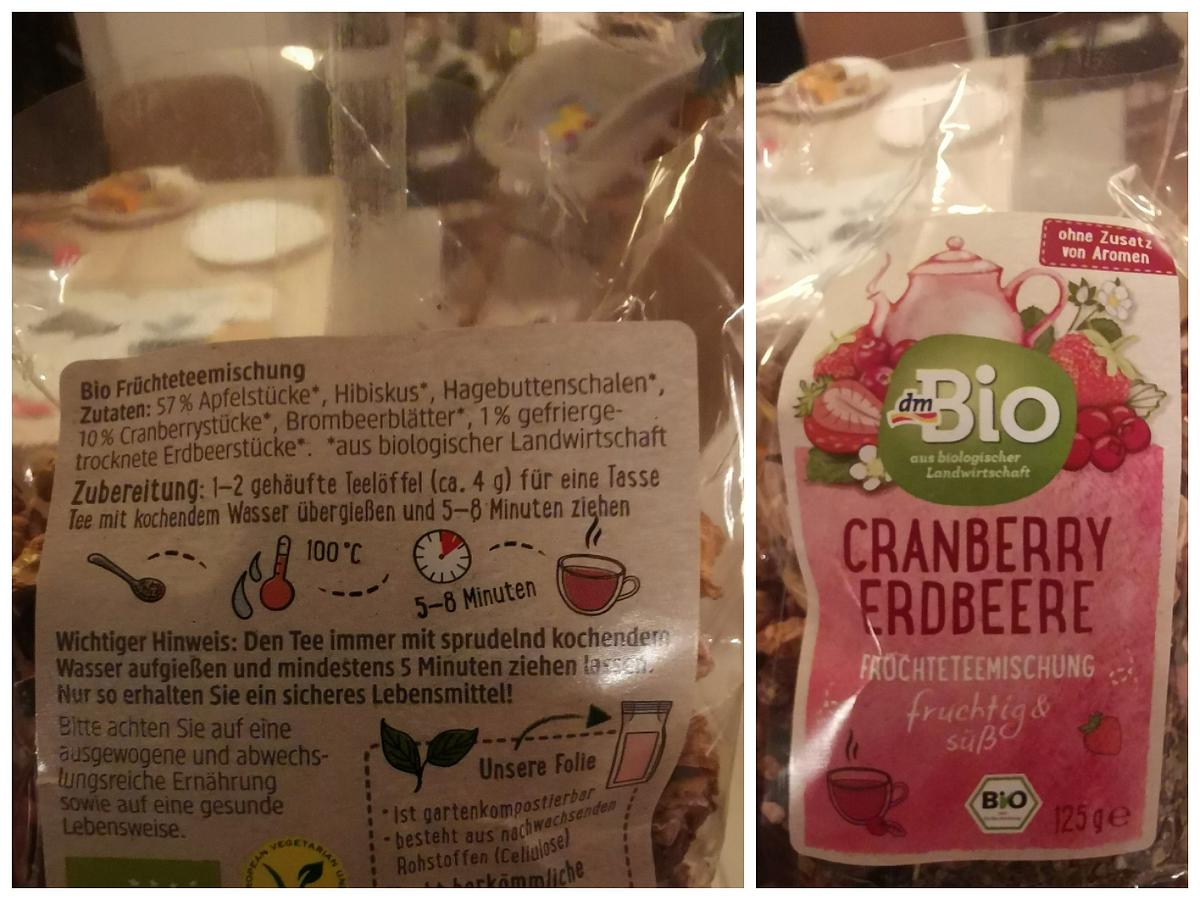 Bio Früchteteemischung
Zutaten: 57 % Apfelstücke*, Hibiskus*, Hagebuttenschalen*,
10 % Cranberrystücke*, Brombeerblätter*, 1 % gefrierge-
trocknete Erdbeerstücke*. *aus biologischer Landwirtschaft
Zubereitung: 1–2 gehäufte Teelöffel (ca. 4 g) für eine Tasse
Tee mit kochendem Wasser übergießen und 5–8 Minuten ziehen
100 °C
5–8 Minuten
Wichtiger Hinweis: Den Tee immer mit sprudelnd kochendem
Wasser aufgießen und mindestens 5 Minuten ziehen lassen.
Nur so erhalten Sie ein sicheres Lebensmittel!
Bitte achten Sie auf eine
ausgewogene und abwechs-
lungsreiche Ernährung
sowie auf eine gesunde
Lebensweise.
Unsere Folie
• Ist gartenkompostierbar
• besteht aus nachwachsenden
Rohstoffen (Cellulose)
herkömmliche
VEGETARIAN
ohne Zusatz
von Aromen
dm
Bio
aus biologischer
Landwirtschaft
CRANBERRY
ERDBEERE
FRÜCHTETEEMISCHUNG
fruchtig &
süß
BIO
125 g e